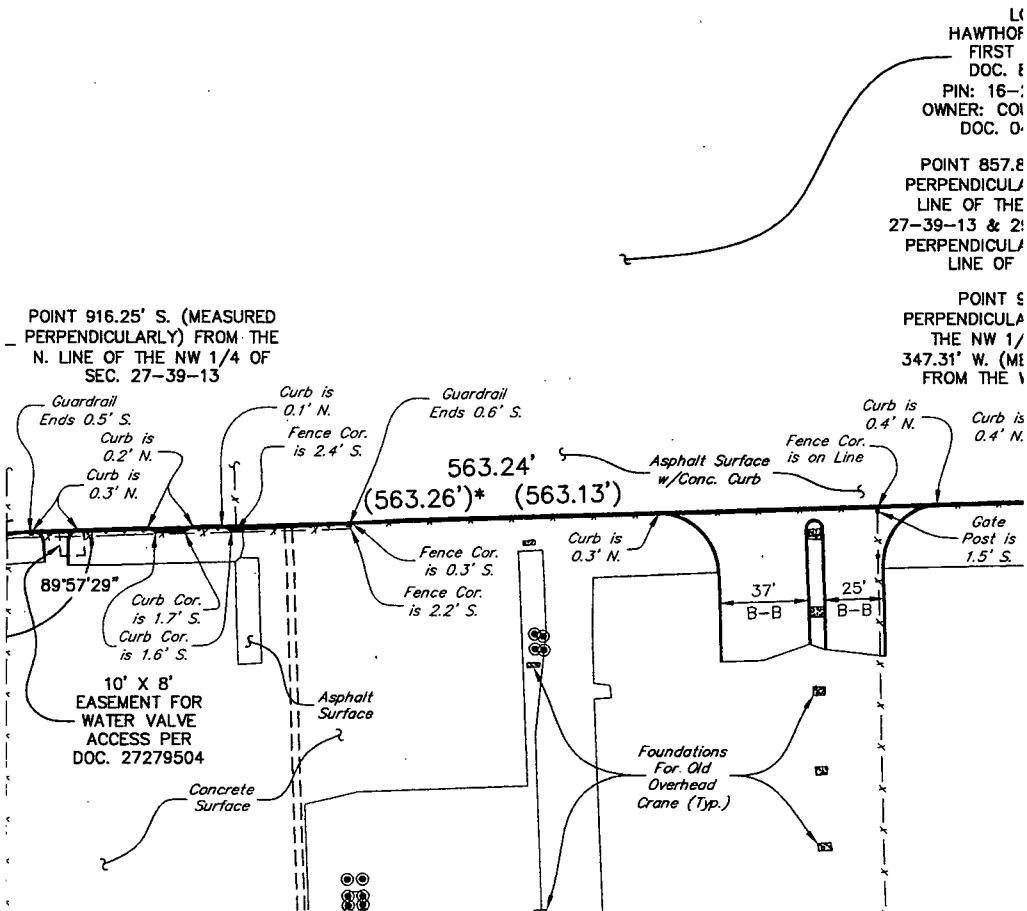 HAWTHOR
FIRST
DOC.
PIN: 16-
OWNER: COU
DOC. 04
POINT 857.8
PERPENDICULA
LINE OF THE
27-39-13 & 29
PERPENDICULA
LINE OF
POINT 9
PERPENDICULA
THE NW 1/
347.31' W. (ME
FROM THE W
POINT 916.25' S. (MEASURED
PERPENDICULARLY) FROM THE
N. LINE OF THE NW 1/4 OF
SEC. 27-39-13
Guardrail
Ends 0.5' S.
Curb is
0.2' N.
Curb is
0.3' N.
Curb is
0.1' N.
Fence Cor.
is 2.4' S.
Guardrail
Ends 0.6' S.
563.24'
(563.26')* (563.13')
Asphalt Surface
w/Conc. Curb
Fence Cor.
is on Line
Curb is
0.4' N.
Curb is
0.4' N.
Gate
Post is
1.5' S.
Curb is
0.3' N.
Fence Cor.
is 0.3' S.
Fence Cor.
is 2.2' S.
89°57'29"
Curb Cor.
is 1.7' S.
Curb Cor.
is 1.6' S.
37'
B-B
25'
B-B
10' X 8'
EASEMENT FOR
WATER VALVE
ACCESS PER
DOC. 27279504
Asphalt
Surface
Concrete
Surface
Foundations
For Old
Overhead
Crane (Typ.)